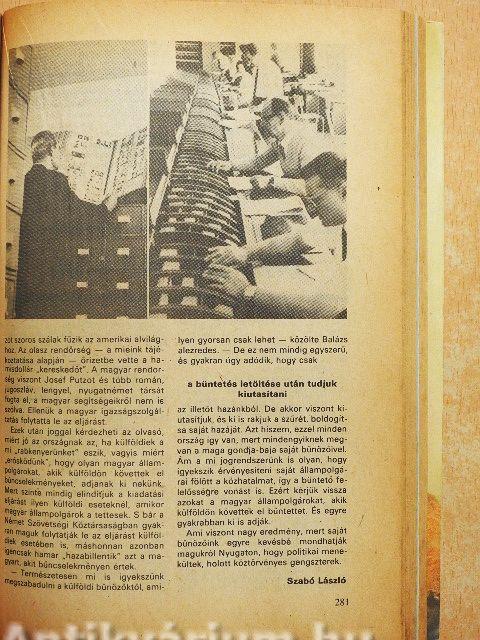 zót szoros szálak fűzik az amerikai alvilág-
hoz. Az olasz rendőrség — a mieink tájé-
koztatása alapján — őrizetbe vette a ha-
misdollár „kereskedőt". A magyar rendőr-
ség viszont Josef Putzot és több román,
jugoszláv, lengyel, nyugatnémet társát
fogta el, a magyar segítségeikről nem is
szólva. Ellenük a magyar igazságszolgál-
tatás folytatta le az eljárást.
Ezek után joggal kérdezheti az olvasó,
miért jó az országnak az, ha külföldiek a
mi „rabkenyerünket" eszik, vagyis miért
„erősködünk", hogy olyan magyar állam-
polgárokat, akik külföldön követtek el
bűncselekményeket, adjanak ki nekünk.
Mert szinte mindig elindítjuk a kiadatási
eljárást ilyen külföldi eseteknél, amikor
magyar állampolgárok a tettesek. S bár a
Német Szövetségi Köztársaságban gyak-
ran maguk folytatják le az eljárást külföl-
diek esetében is, máshonnan azonban
igencsak hamar „hazabillentik" azt a ma-
gyart, akit bűncselekményen értek.
— Természetesen mi is igyekszünk
megszabadulni a külföldi bűnözőktől, ami-
lyen gyorsan csak lehet — közölte Balázs
alezredes. — De ez nem mindig egyszerű,
és gyakran úgy adódik, hogy csak
a büntetés letöltése után tudjuk
kiutasítani
az illetőt hazánkból. De akkor viszont ki-
utasítjuk, és ki is rakjuk a szűrét, boldogít-
sa saját hazáját. Azt hiszem, ezzel minden
ország így van, mert mindengyiknek meg-
van a maga gondja-baja saját bűnözőivel.
Ám a mi jogrendszerünk is olyan, hogy
igyekszik érvényesíteni saját állampolgá-
rai fölött a közhatalmat, így a büntető fe-
lelősségre vonást is. Ezért kérjük vissza
azokat a magyar állampolgárokat, akik
külföldön követtek el bűntettet. És egyre
gyakrabban ki is adják.
Ami viszont nagy eredmény, mert saját
bűnözőink egyre kevésbé mondhatják
magukról Nyugaton, hogy politikai mene-
kültek, holott köztörvényes gengszterek.
Szabó László
281
Antikvárium.hu